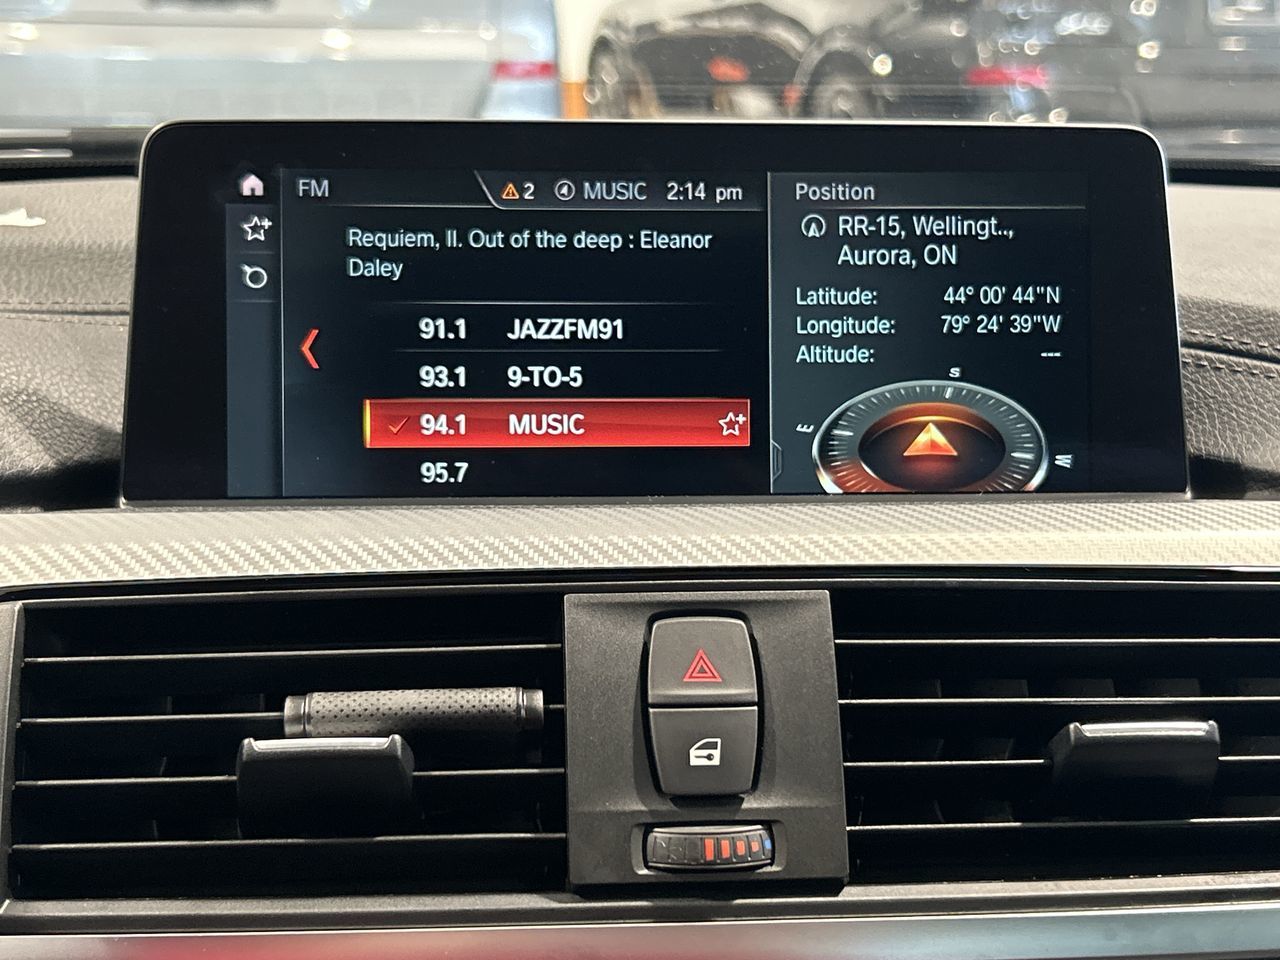 FM
2 MUSIC 2:14 pm
Requiem, II. Out of the deep : Eleanor
Daley
91.1 JAZZFM91
93.1 9-TO-5
94.1 MUSIC
95.7
Position
RR-15, Wellingt..,
Aurora, ON
Latitude: 44° 00' 44"N
Longitude: 79° 24' 39"W
Altitude: ---
S
E
W